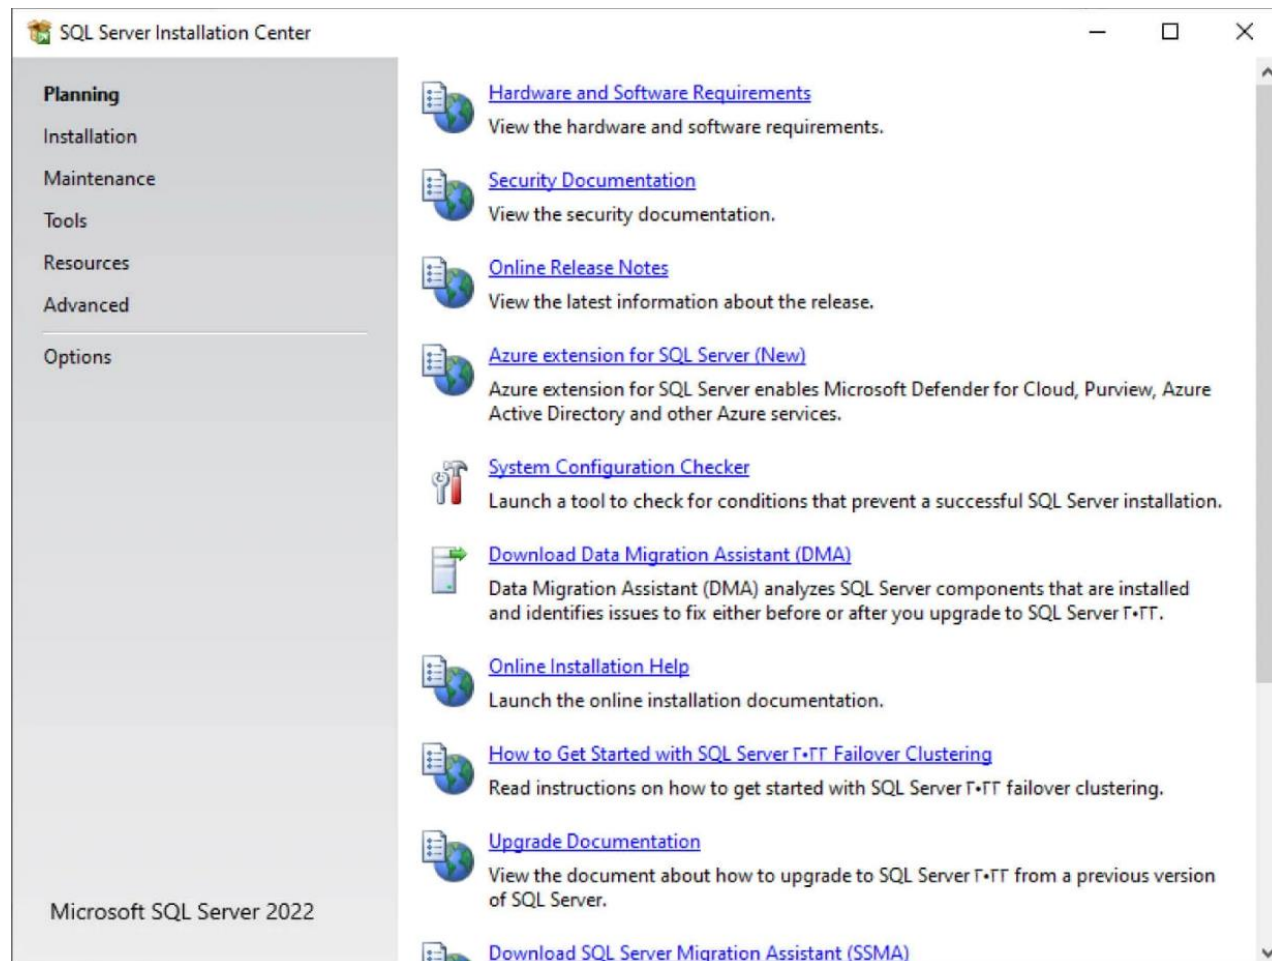 SQL Server Installation Center
Planning
Installation
Maintenance
Tools
Resources
Advanced
Options
Microsoft SQL Server 2022
Hardware and Software Requirements
View the hardware and software requirements.
Security Documentation
View the security documentation.
Online Release Notes
View the latest information about the release.
Azure extension for SQL Server (New)
Azure extension for SQL Server enables Microsoft Defender for Cloud, Purview, Azure
Active Directory and other Azure services.
System Configuration Checker
Launch a tool to check for conditions that prevent a successful SQL Server installation.
Download Data Migration Assistant (DMA)
Data Migration Assistant (DMA) analyzes SQL Server components that are installed
and identifies issues to fix either before or after you upgrade to SQL Server ٢٠٢٢.
Online Installation Help
Launch the online installation documentation.
How to Get Started with SQL Server ٢٠٢٢ Failover Clustering
Read instructions on how to get started with SQL Server ٢٠٢٢ failover clustering.
Upgrade Documentation
View the document about how to upgrade to SQL Server ٢٠٢٢ from a previous version
of SQL Server.
Download SQL Server Migration Assistant (SSMA)